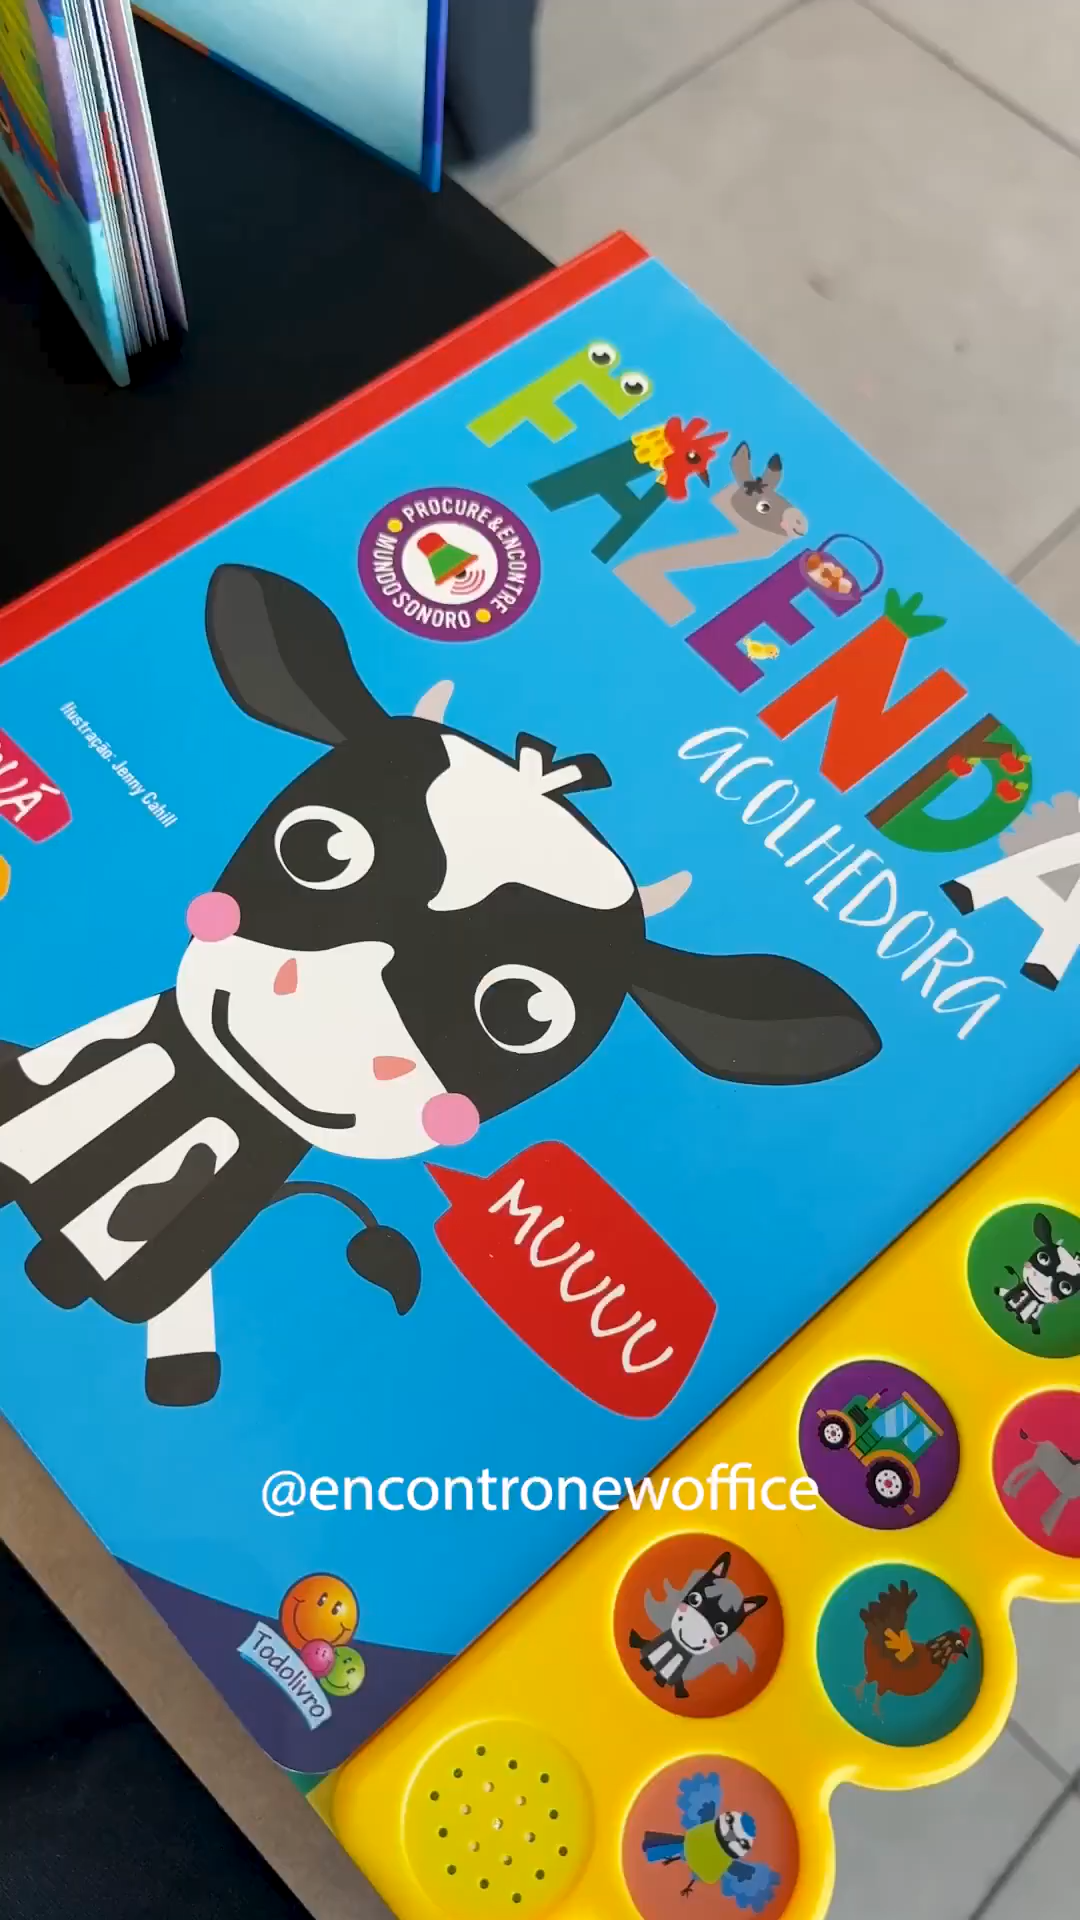 FAZENDA
ACOLHEDORA
PROCURE & ENCONTRE
MUNDO SONORO
Ilustração: Jenny Cahill
MUUUU
@encontronewoffice
Todolivro